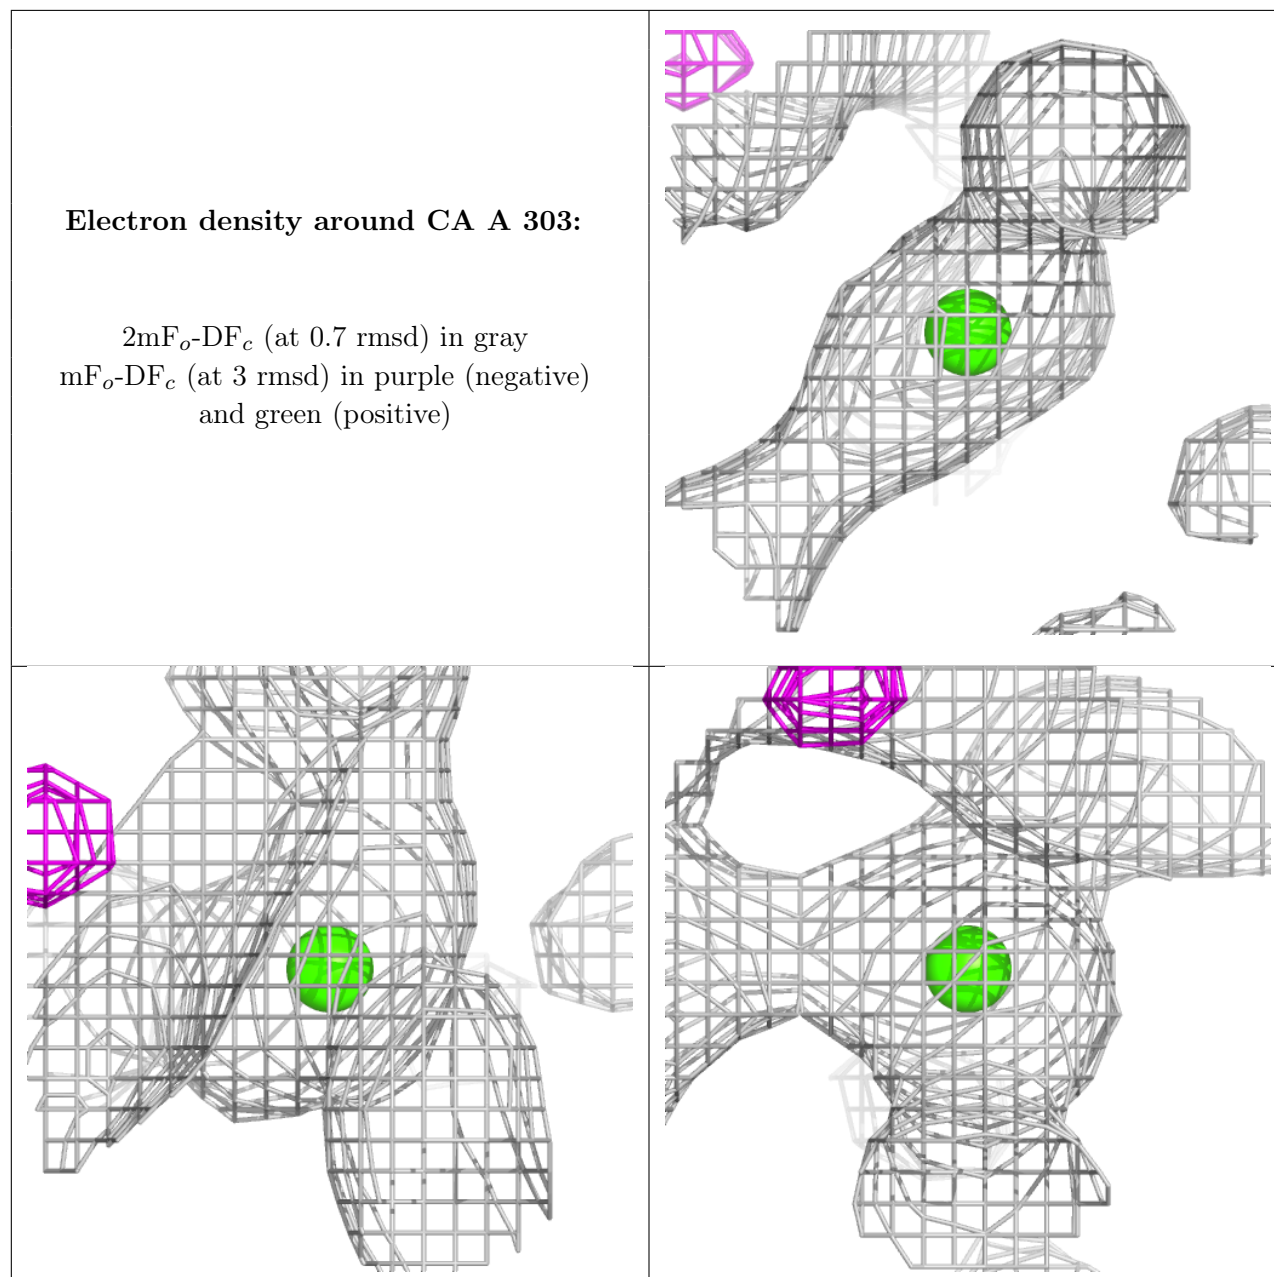 Electron density around CA A 303:
2mFo-DFc (at 0.7 rmsd) in gray
mFo-DFc (at 3 rmsd) in purple (negative)
and green (positive)